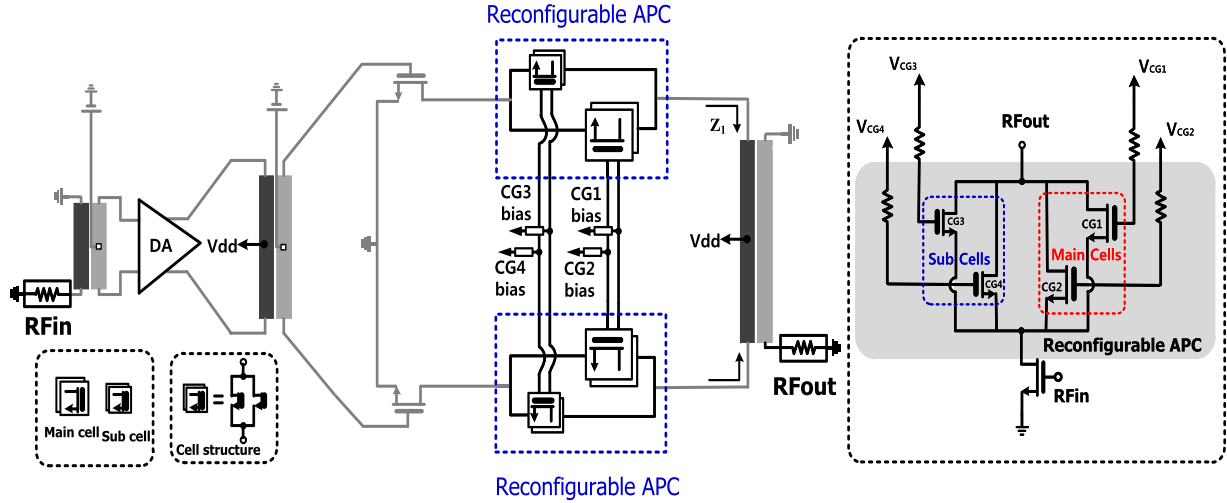 Reconfigurable APC
Z1
CG3
bias
CG1
bias
CG4
bias
CG2
bias
DA
Vdd
Vdd
RFin
RFout
Main cell
Sub cell
Cell structure
Reconfigurable APC
VCG3
VCG1
VCG4
VCG2
RFout
CG3
CG1
Sub Cells
Main Cells
CG4
CG2
Reconfigurable APC
RFin